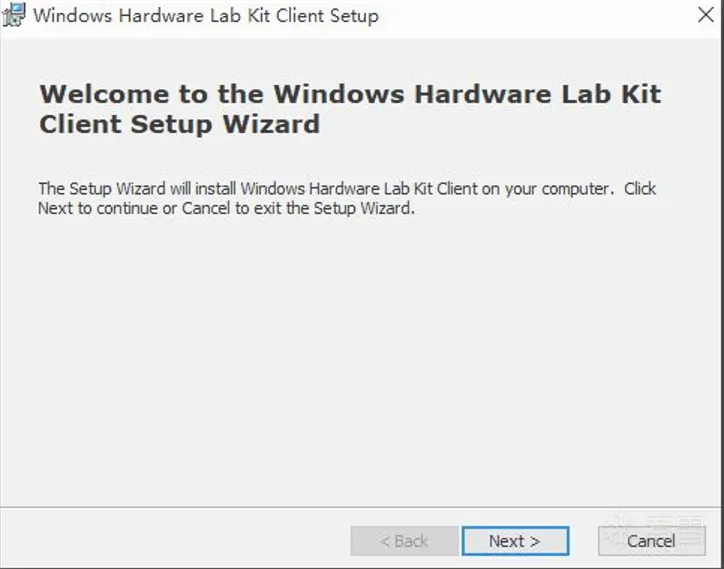 Windows Hardware Lab Kit Client Setup
Welcome to the Windows Hardware Lab Kit
Client Setup Wizard
The Setup Wizard will install Windows Hardware Lab Kit Client on your computer. Click
Next to continue or Cancel to exit the Setup Wizard.
< Back
Next >
Cancel